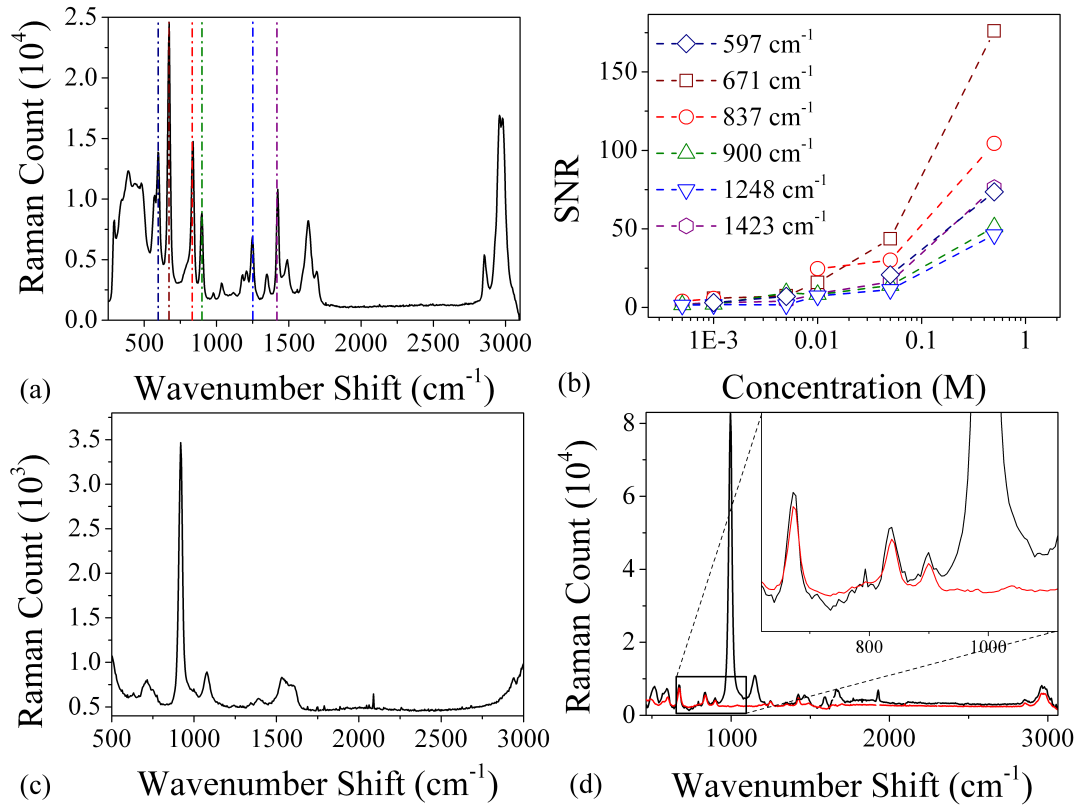 2.5
2.0
1.5
1.0
0.5
0.0
Raman Count (10⁴)
500 1000 1500 2000 2500 3000
Wavenumber Shift (cm⁻¹)
(a)
150
100
50
0
SNR
597 cm⁻¹
671 cm⁻¹
837 cm⁻¹
900 cm⁻¹
1248 cm⁻¹
1423 cm⁻¹
1E-3 0.01 0.1 1
Concentration (M)
(b)
3.5
3.0
2.5
2.0
1.5
1.0
0.5
Raman Count (10³)
500 1000 1500 2000 2500 3000
Wavenumber Shift (cm⁻¹)
(c)
8
6
4
2
0
Raman Count (10⁴)
800 1000
1000 2000 3000
Wavenumber Shift (cm⁻¹)
(d)